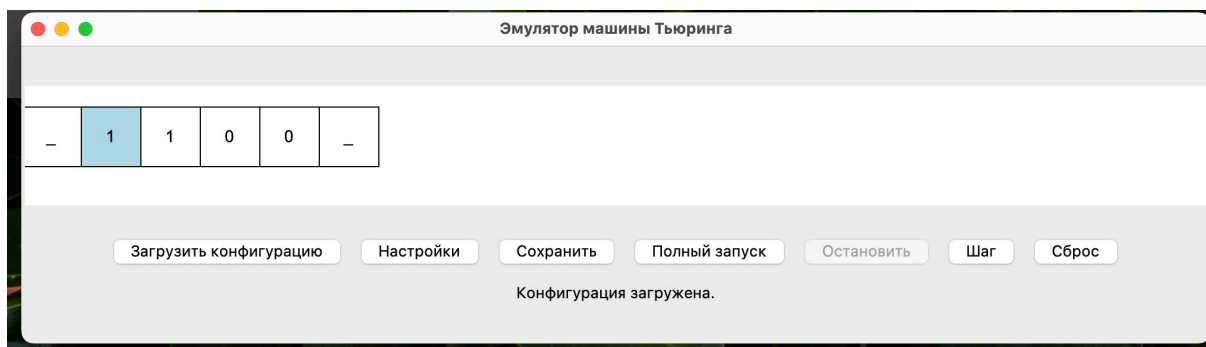 Эмулятор машины Тьюринга
_ 1 1 0 0 _
Загрузить конфигурацию Настройки Сохранить Полный запуск Остановить Шаг Сброс
Конфигурация загружена.